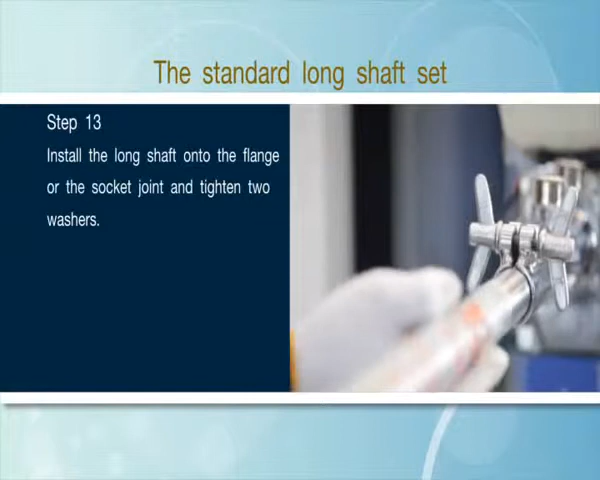 The standard long shaft set
Step 13
Install the long shaft onto the flange
or the socket joint and tighten two
washers.